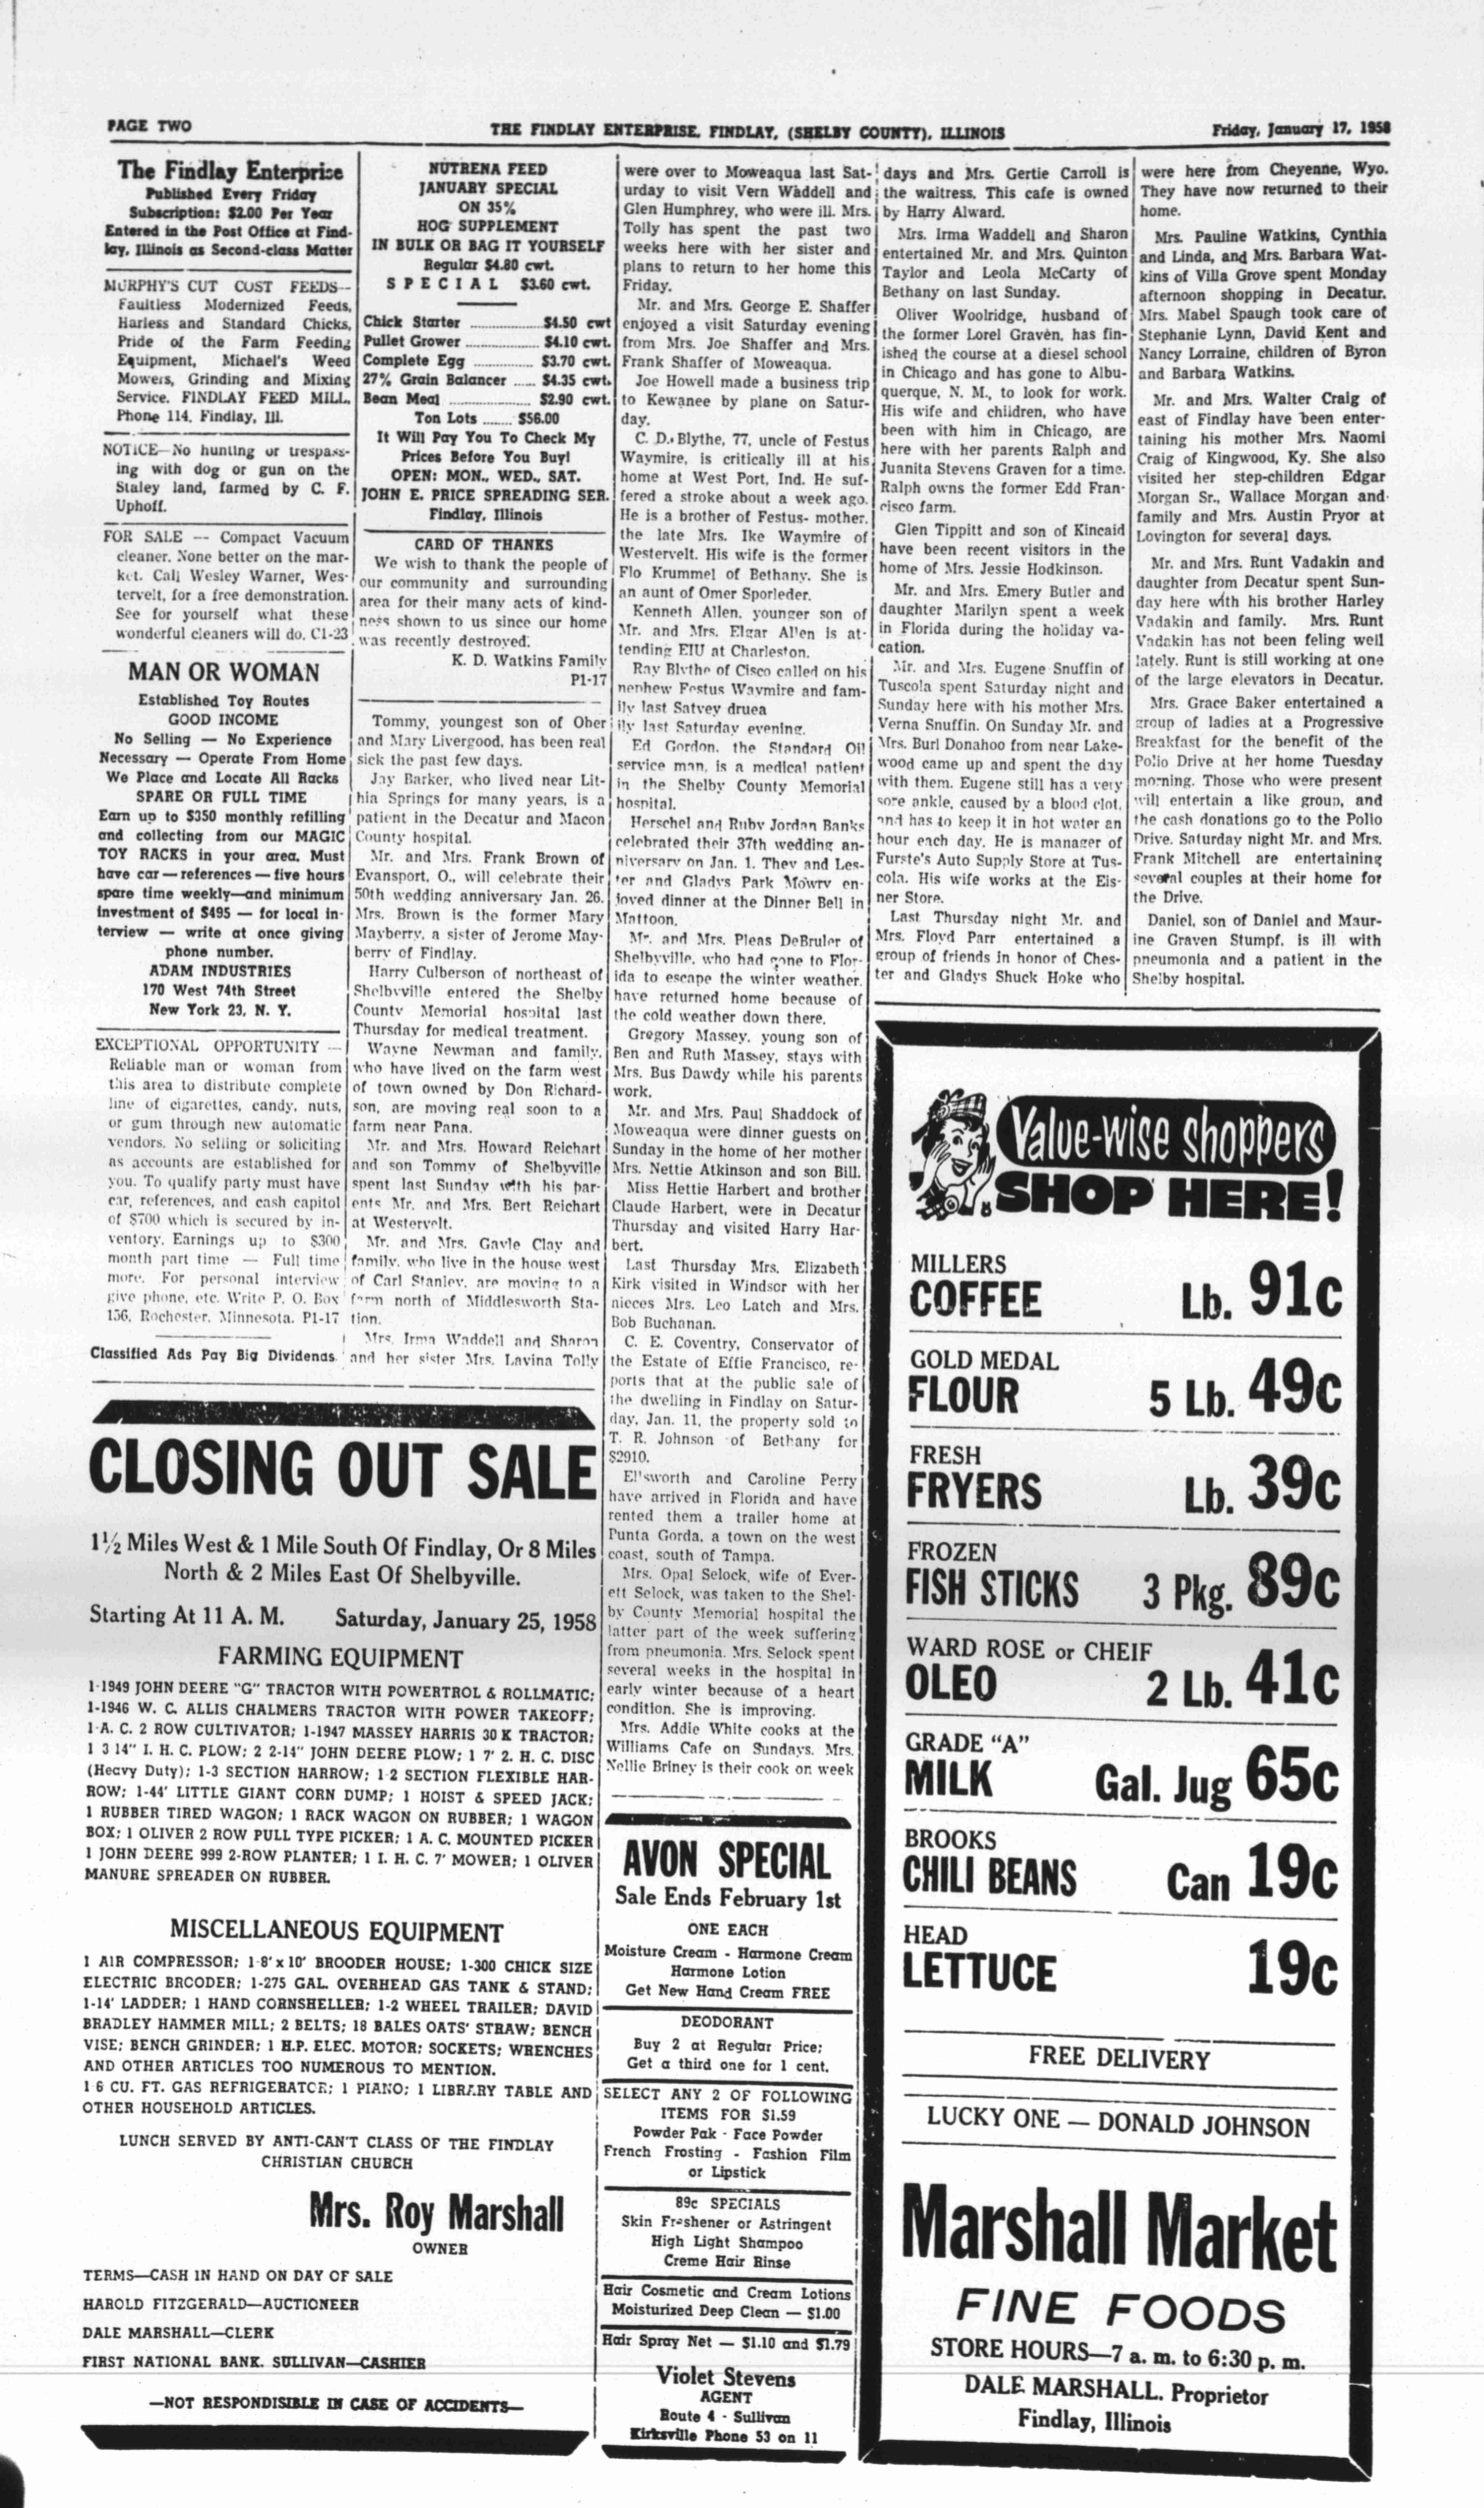 PAGE TWO
THE FINDLAY ENTERPRISE, FINDLAY, (SHELBY COUNTY), ILLINOIS
Friday, January 17, 1958
The Findlay Enterprise
Published Every Friday
Subscription: $2.00 Per Year
Entered in the Post Office at Find-
lay, Illinois as Second-class Matter
MURPHY'S CUT COST FEEDS--
Faultless Modernized Feeds,
Harless and Standard Chicks,
Pride of the Farm Feeding
Equipment, Michael's Weed
Mowers, Grinding and Mixing
Service. FINDLAY FEED MILL,
Phone 114, Findlay, Ill.
NOTICE—No hunting or trespass-
ing with dog or gun on the
Staley land, farmed by C. F.
Uphoff.
FOR SALE -- Compact Vacuum
cleaner. None better on the mar-
ket. Call Wesley Warner, Wes-
tervelt, for a free demonstration.
See for yourself what these
wonderful cleaners will do. C1-23
MAN OR WOMAN
Established Toy Routes
GOOD INCOME
No Selling — No Experience
Necessary — Operate From Home
We Place and Locate All Racks
SPARE OR FULL TIME
Earn up to $350 monthly refilling
and collecting from our MAGIC
TOY RACKS in your area. Must
have car — references — five hours
spare time weekly—and minimum
investment of $495 — for local in-
terview — write at once giving
phone number.
ADAM INDUSTRIES
170 West 74th Street
New York 23, N. Y.
EXCEPTIONAL OPPORTUNITY —
Reliable man or woman from
this area to distribute complete
line of cigarettes, candy, nuts,
or gum through new automatic
vendors. No selling or soliciting
as accounts are established for
you. To qualify party must have
car, references, and cash capitol
of $700 which is secured by in-
ventory. Earnings up to $300
month part time — Full time
more. For personal interview
give phone, etc. Write P. O. Box
156, Rochester, Minnesota. P1-17
Classified Ads Pay Big Dividends.
NUTRENA FEED
JANUARY SPECIAL
ON 35%
HOG SUPPLEMENT
IN BULK OR BAG IT YOURSELF
Regular $4.80 cwt.
SPECIAL $3.60 cwt.
Chick Starter ........ $4.50 cwt
Pullet Grower ........ $4.10 cwt.
Complete Egg ........ $3.70 cwt.
27% Grain Balancer ..... $4.35 cwt.
Bean Meal ........ $2.90 cwt.
Ton Lots ....... $56.00
It Will Pay You To Check My
Prices Before You Buy!
OPEN: MON., WED., SAT.
JOHN E. PRICE SPREADING SER.
Findlay, Illinois
CARD OF THANKS
We wish to thank the people of
our community and surrounding
area for their many acts of kind-
ness shown to us since our home
was recently destroyed.
K. D. Watkins Family
P1-17
Tommy, youngest son of Ober
and Mary Livergood, has been real
sick the past few days.
Jay Barker, who lived near Lit-
hia Springs for many years, is a
patient in the Decatur and Macon
County hospital.
Mr. and Mrs. Frank Brown of
Evansport, O., will celebrate their
50th wedding anniversary Jan. 26.
Mrs. Brown is the former Mary
Mayberry, a sister of Jerome May-
berry of Findlay.
Harry Culberson of northeast of
Shelbyville entered the Shelby
County Memorial hospital last
Thursday for medical treatment.
Wayne Newman and family,
who have lived on the farm west
of town owned by Don Richard-
son, are moving real soon to a
farm near Pana.
Mr. and Mrs. Howard Reichart
and son Tommy of Shelbyville
spent last Sunday with his par-
ents Mr. and Mrs. Bert Reichart
at Westervelt.
Mr. and Mrs. Gayle Clay and
family, who live in the house west
of Carl Stanley, are moving to a
farm north of Middlesworth Sta-
tion.
Mrs. Irma Waddell and Sharon
and her sister Mrs. Lavina Tolly
were over to Moweaqua last Sat-
urday to visit Vern Waddell and
Glen Humphrey, who were ill. Mrs.
Tolly has spent the past two
weeks here with her sister and
plans to return to her home this
Friday.
Mr. and Mrs. George E. Shaffer
enjoyed a visit Saturday evening
from Mrs. Joe Shaffer and Mrs.
Frank Shaffer of Moweaqua.
Joe Howell made a business trip
to Kewanee by plane on Satur-
day.
C. D. Blythe, 77, uncle of Festus
Waymire, is critically ill at his
home at West Port, Ind. He suf-
fered a stroke about a week ago.
He is a brother of Festus- mother.
the late Mrs. Ike Waymire of
Westervelt. His wife is the former
Flo Krummel of Bethany. She is
an aunt of Omer Sporleder.
Kenneth Allen, younger son of
Mr. and Mrs. Elgar Allen is at-
tending EIU at Charleston.
Ray Blythe of Cisco called on his
nephew Festus Waymire and fam-
ily last Satvey druea
ily last Saturday evening.
Ed Gordon, the Standard Oil
service man, is a medical patient
in the Shelby County Memorial
hospital.
Herschel and Ruby Jordan Banks
celebrated their 37th wedding an-
niversary on Jan. 1. They and Les-
ter and Gladys Park Mowry en-
joyed dinner at the Dinner Bell in
Mattoon.
Mr. and Mrs. Pleas DeBruler of
Shelbyville, who had gone to Flor-
ida to escape the winter weather,
have returned home because of
the cold weather down there.
Gregory Massey, young son of
Ben and Ruth Massey, stays with
Mrs. Bus Dawdy while his parents
work.
Mr. and Mrs. Paul Shaddock of
Moweaqua were dinner guests on
Sunday in the home of her mother
Mrs. Nettie Atkinson and son Bill.
Miss Hettie Harbert and brother
Claude Harbert, were in Decatur
Thursday and visited Harry Har-
bert.
Last Thursday Mrs. Elizabeth
Kirk visited in Windsor with her
nieces Mrs. Leo Latch and Mrs.
Bob Buchanan.
C. E. Coventry, Conservator of
the Estate of Effie Francisco, re-
ports that at the public sale of
the dwelling in Findlay on Satur-
day, Jan. 11, the property sold to
T. R. Johnson of Bethany for
$2910.
Ellsworth and Caroline Perry
have arrived in Florida and have
rented them a trailer home at
Punta Gorda, a town on the west
coast, south of Tampa.
Mrs. Opal Selock, wife of Ever-
ett Selock, was taken to the Shel-
by County Memorial hospital the
latter part of the week suffering
from pneumonia. Mrs. Selock spent
several weeks in the hospital in
early winter because of a heart
condition. She is improving.
Mrs. Addie White cooks at the
Williams Cafe on Sundays. Mrs.
Nellie Briney is their cook on week
days and Mrs. Gertie Carroll is
the waitress. This cafe is owned
by Harry Alward.
Mrs. Irma Waddell and Sharon
entertained Mr. and Mrs. Quinton
Taylor and Leola McCarty of
Bethany on last Sunday.
Oliver Woolridge, husband of
the former Lorel Graven, has fin-
ished the course at a diesel school
in Chicago and has gone to Albu-
querque, N. M., to look for work.
His wife and children, who have
been with him in Chicago, are
here with her parents Ralph and
Juanita Stevens Graven for a time.
Ralph owns the former Edd Fran-
cisco farm.
Glen Tippitt and son of Kincaid
have been recent visitors in the
home of Mrs. Jessie Hodkinson.
Mr. and Mrs. Emery Butler and
daughter Marilyn spent a week
in Florida during the holiday va-
cation.
Mr. and Mrs. Eugene Snuffin of
Tuscola spent Saturday night and
Sunday here with his mother Mrs.
Verna Snuffin. On Sunday Mr. and
Mrs. Burl Donahoo from near Lake-
wood came up and spent the day
with them. Eugene still has a very
sore ankle, caused by a blood clot,
and has to keep it in hot water an
hour each day. He is manager of
Furste's Auto Supply Store at Tus-
cola. His wife works at the Eis-
ner Store.
Last Thursday night Mr. and
Mrs. Floyd Parr entertained a
group of friends in honor of Ches-
ter and Gladys Shuck Hoke who
were here from Cheyenne, Wyo.
They have now returned to their
home.
Mrs. Pauline Watkins, Cynthia
and Linda, and Mrs. Barbara Wat-
kins of Villa Grove spent Monday
afternoon shopping in Decatur.
Mrs. Mabel Spaugh took care of
Stephanie Lynn, David Kent and
Nancy Lorraine, children of Byron
and Barbara Watkins.
Mr. and Mrs. Walter Craig of
east of Findlay have been enter-
taining his mother Mrs. Naomi
Craig of Kingwood, Ky. She also
visited her step-children Edgar
Morgan Sr., Wallace Morgan and
family and Mrs. Austin Pryor at
Lovington for several days.
Mr. and Mrs. Runt Vadakin and
daughter from Decatur spent Sun-
day here with his brother Harley
Vadakin and family. Mrs. Runt
Vadakin has not been feling well
lately. Runt is still working at one
of the large elevators in Decatur.
Mrs. Grace Baker entertained a
group of ladies at a Progressive
Breakfast for the benefit of the
Polio Drive at her home Tuesday
morning. Those who were present
will entertain a like group, and
the cash donations go to the Polio
Drive. Saturday night Mr. and Mrs.
Frank Mitchell are entertaining
several couples at their home for
the Drive.
Daniel, son of Daniel and Maur-
ine Graven Stumpf, is ill with
pneumonia and a patient in the
Shelby hospital.
CLOSING OUT SALE
1½ Miles West & 1 Mile South Of Findlay, Or 8 Miles
North & 2 Miles East Of Shelbyville.
Starting At 11 A. M. Saturday, January 25, 1958
FARMING EQUIPMENT
1-1949 JOHN DEERE "G" TRACTOR WITH POWERTROL & ROLLMATIC;
1-1946 W. C. ALLIS CHALMERS TRACTOR WITH POWER TAKEOFF;
1-A. C. 2 ROW CULTIVATOR; 1-1947 MASSEY HARRIS 30 K TRACTOR;
1 3 14" I. H. C. PLOW; 2 2-14" JOHN DEERE PLOW; 1 7' 2. H. C. DISC
(Heavy Duty); 1-3 SECTION HARROW; 1-2 SECTION FLEXIBLE HAR-
ROW; 1-44' LITTLE GIANT CORN DUMP; 1 HOIST & SPEED JACK;
1 RUBBER TIRED WAGON; 1 RACK WAGON ON RUBBER; 1 WAGON
BOX; 1 OLIVER 2 ROW PULL TYPE PICKER; 1 A. C. MOUNTED PICKER
1 JOHN DEERE 999 2-ROW PLANTER; 1 I. H. C. 7' MOWER; 1 OLIVER
MANURE SPREADER ON RUBBER.
MISCELLANEOUS EQUIPMENT
1 AIR COMPRESSOR; 1-8' x 10' BROODER HOUSE; 1-300 CHICK SIZE
ELECTRIC BROODER; 1-275 GAL. OVERHEAD GAS TANK & STAND;
1-14' LADDER; 1 HAND CORNSHELLER; 1-2 WHEEL TRAILER; DAVID
BRADLEY HAMMER MILL; 2 BELTS; 18 BALES OATS' STRAW; BENCH
VISE; BENCH GRINDER; 1 H.P. ELEC. MOTOR; SOCKETS; WRENCHES
AND OTHER ARTICLES TOO NUMEROUS TO MENTION.
1 6 CU. FT. GAS REFRIGERATOR; 1 PIANO; 1 LIBRARY TABLE AND
OTHER HOUSEHOLD ARTICLES.
LUNCH SERVED BY ANTI-CAN'T CLASS OF THE FINDLAY
CHRISTIAN CHURCH
Mrs. Roy Marshall
OWNER
TERMS—CASH IN HAND ON DAY OF SALE
HAROLD FITZGERALD—AUCTIONEER
DALE MARSHALL—CLERK
FIRST NATIONAL BANK, SULLIVAN—CASHIER
—NOT RESPONDISIBLE IN CASE OF ACCIDENTS—
AVON SPECIAL
Sale Ends February 1st
ONE EACH
Moisture Cream - Harmone Cream
Harmone Lotion
Get New Hand Cream FREE
DEODORANT
Buy 2 at Regular Price;
Get a third one for 1 cent.
SELECT ANY 2 OF FOLLOWING
ITEMS FOR $1.59
Powder Pak - Face Powder
French Frosting - Fashion Film
or Lipstick
89c SPECIALS
Skin Freshener or Astringent
High Light Shampoo
Creme Hair Rinse
Hair Cosmetic and Cream Lotions
Moisturized Deep Clean — $1.00
Hair Spray Net — $1.10 and $1.79
Violet Stevens
AGENT
Route 4 - Sullivan
Kirksville Phone 53 on 11
Value-wise shoppers
SHOP HERE!
MILLERS
COFFEE Lb. 91c
GOLD MEDAL
FLOUR 5 Lb. 49c
FRESH
FRYERS Lb. 39c
FROZEN
FISH STICKS 3 Pkg. 89c
WARD ROSE or CHEIF
OLEO 2 Lb. 41c
GRADE "A"
MILK Gal. Jug 65c
BROOKS
CHILI BEANS Can 19c
HEAD
LETTUCE 19c
FREE DELIVERY
LUCKY ONE — DONALD JOHNSON
Marshall Market
FINE FOODS
STORE HOURS—7 a. m. to 6:30 p. m.
DALE MARSHALL, Proprietor
Findlay, Illinois